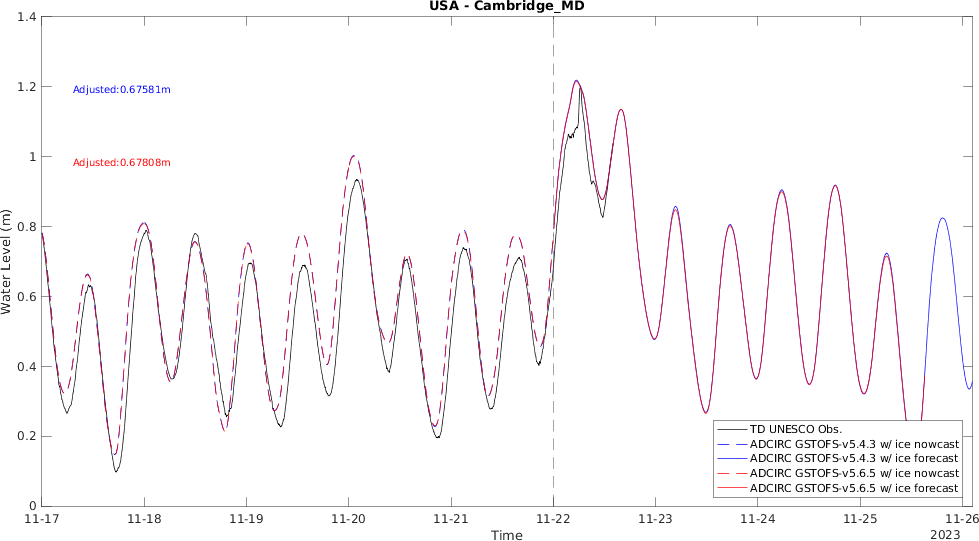 USA - Cambridge_MD
1.4
1.2
1
0.8
0.6
0.4
0.2
0
Water Level (m)
Adjusted:0.67581m
Adjusted:0.67808m
TD UNESCO Obs.
ADCIRC GSTOFS-v5.4.3 w/ ice nowcast
ADCIRC GSTOFS-v5.4.3 w/ ice forecast
ADCIRC GSTOFS-v5.6.5 w/ ice nowcast
ADCIRC GSTOFS-v5.6.5 w/ ice forecast
11-17 11-18 11-19 11-20 11-21 11-22 11-23 11-24 11-25 11-26
Time
2023